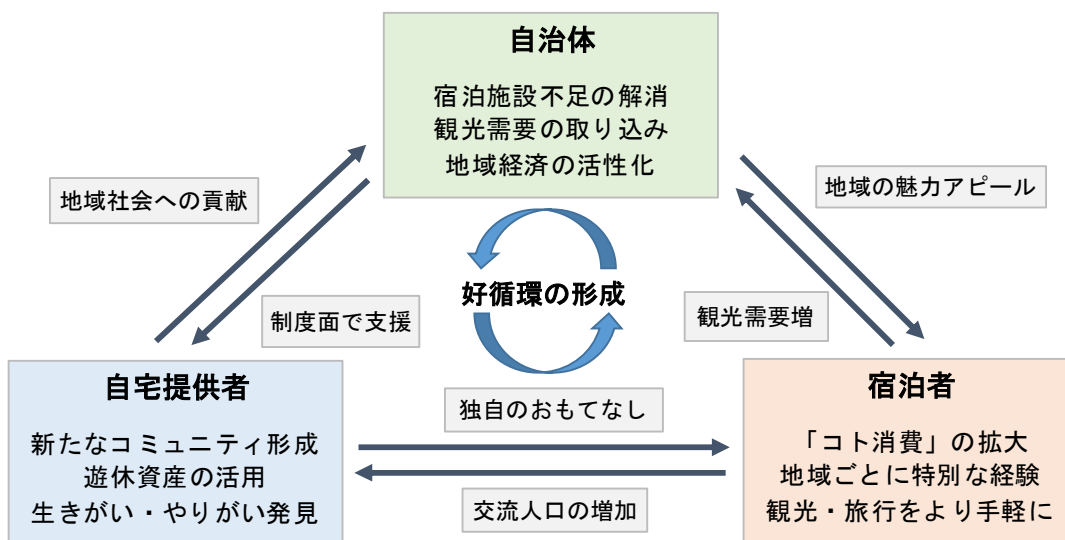 自治体
宿泊施設不足の解消
観光需要の取り込み
地域経済の活性化
地域社会への貢献
地域の魅力アピール
好循環の形成
制度面で支援
観光需要増
自宅提供者
新たなコミュニティ形成
遊休資産の活用
生きがい・やりがい発見
独自のおもてなし
交流人口の増加
宿泊者
「コト消費」の拡大
地域ごとに特別な経験
観光・旅行をより手軽に